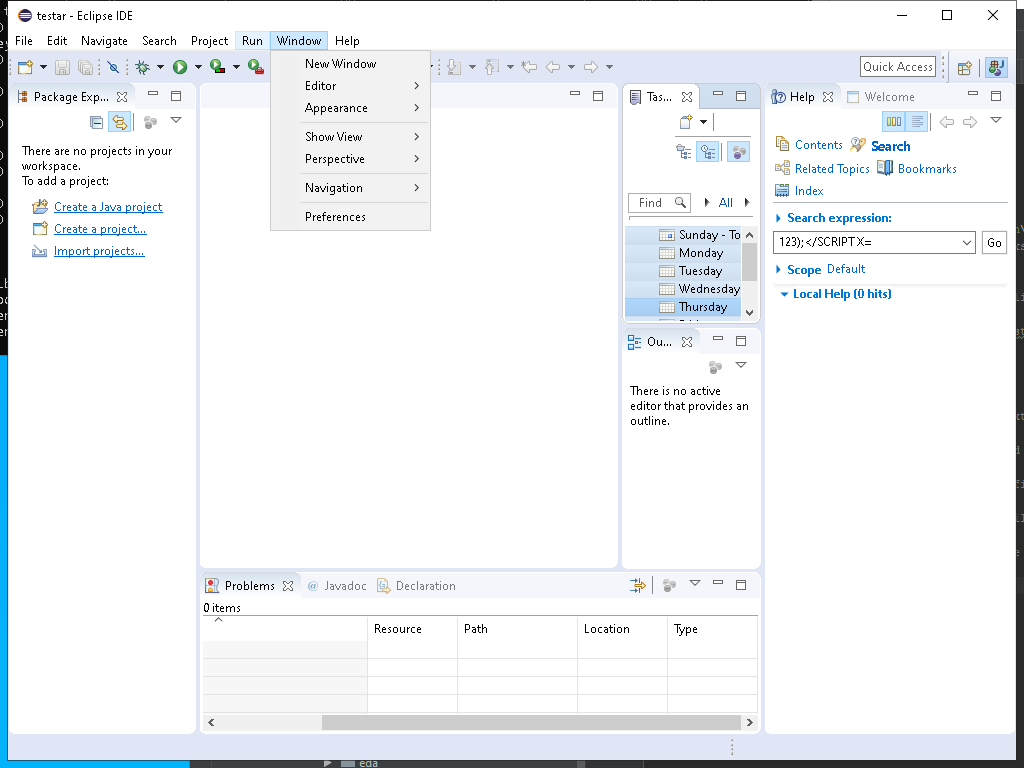 testar - Eclipse IDE
File Edit Navigate Search Project Run Window Help
New Window
Editor
Appearance
Show View
Perspective
Navigation
Preferences
Quick Access
Package Exp...
There are no projects in your
workspace.
To add a project:
Create a Java project
Create a project...
Import projects...
Tas...
Find
All
Sunday - To
Monday
Tuesday
Wednesday
Thursday
Ou...
There is no active
editor that provides an
outline.
Help Welcome
Contents Search
Related Topics Bookmarks
Index
Search expression:
123);</SCRIPT X=
Go
Scope Default
Local Help (0 hits)
Problems @ Javadoc Declaration
0 items
Resource Path Location Type
eda